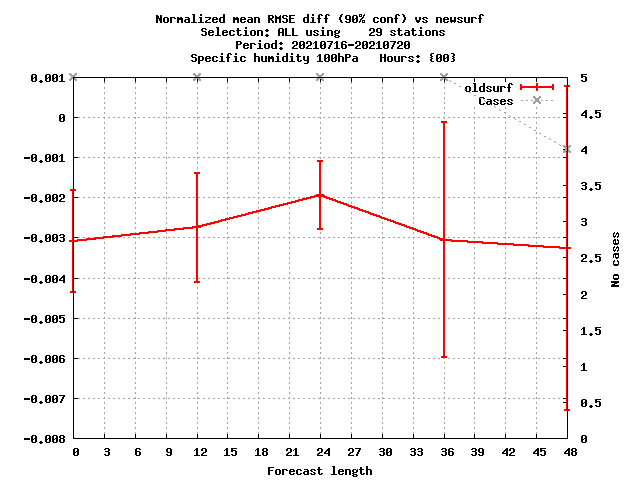 Normalized mean RMSE diff (90% conf) vs newsurf
Selection: ALL using    29 stations
Period: 20210716-20210720
Specific humidity 100hPa   Hours: {00}
0.001
0
-0.001
-0.002
-0.003
-0.004
-0.005
-0.006
-0.007
-0.008
oldsurf
Cases
5
4.5
4
3.5
3
2.5
2
1.5
1
0.5
0
No cases
0 3 6 9 12 15 18 21 24 27 30 33 36 39 42 45 48
Forecast length